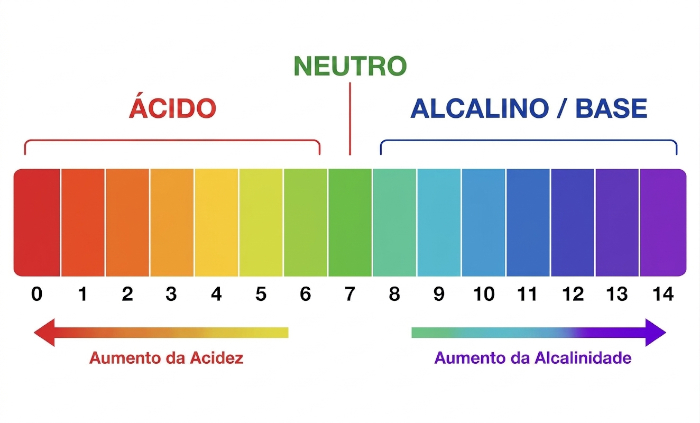 NEUTRO
ÁCIDO
ALCALINO / BASE
0 1 2 3 4 5 6 7 8 9 10 11 12 13 14
Aumento da Acidez
Aumento da Alcalinidade